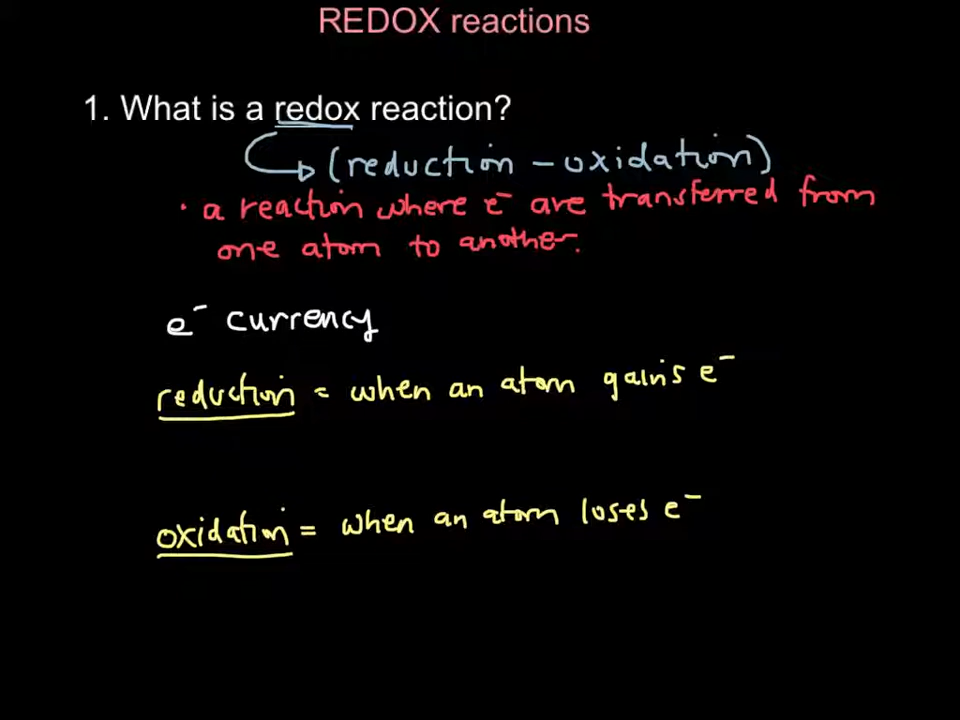 REDOX reactions
1. What is a redox reaction?
(reduction - oxidation)
• a reaction where e⁻ are transferred from
one atom to another.
e⁻ currency
reduction = when an atom gains e⁻
oxidation = when an atom loses e⁻